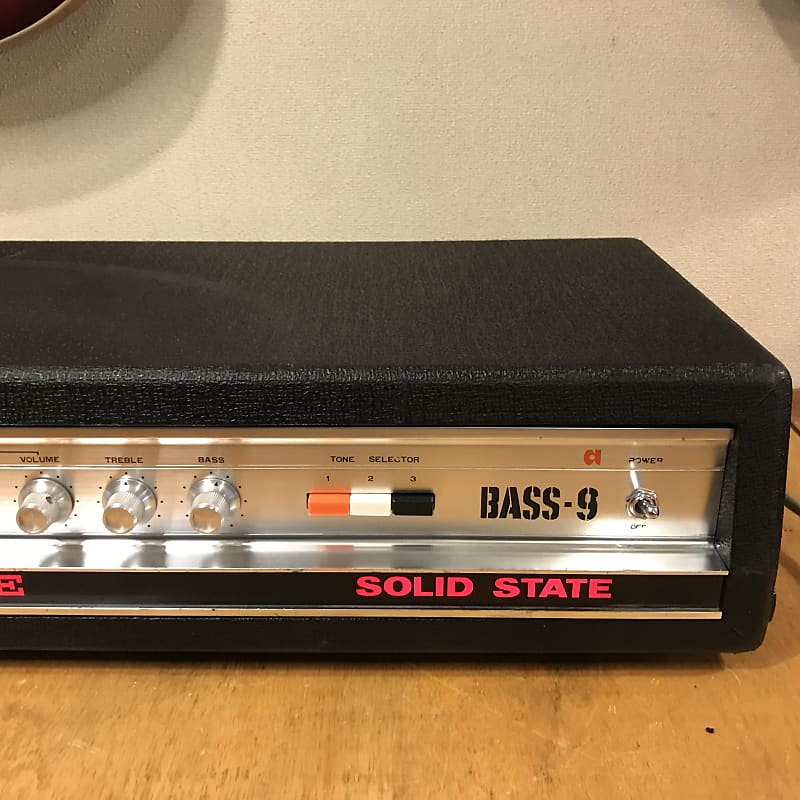 VOLUME TREBLE BASS TONE SELECTOR a POWER
1 2 3
BASS-9
OFF
E SOLID STATE